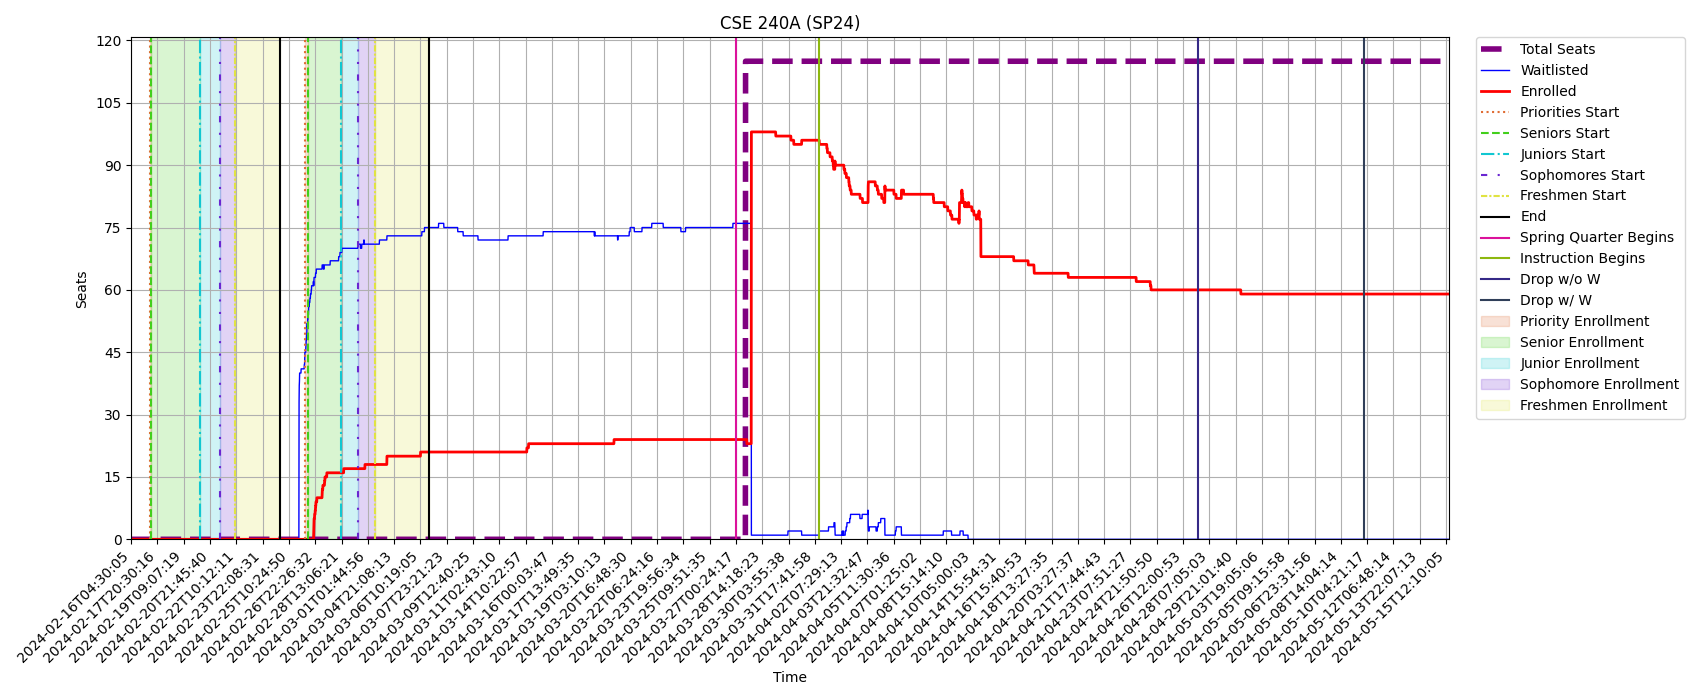 CSE 240A (SP24)
120
105
90
75
60
45
30
15
0
Seats
2024-02-16T04:30:05
2024-02-17T20:30:16
2024-02-19T09:07:19
2024-02-20T21:45:40
2024-02-22T10:12:11
2024-02-23T22:08:31
2024-02-25T10:24:50
2024-02-26T22:26:32
2024-02-28T13:06:21
2024-03-01T01:44:56
2024-03-04T21:08:13
2024-03-06T10:19:05
2024-03-07T23:21:23
2024-03-09T12:40:25
2024-03-11T02:43:10
2024-03-14T10:22:57
2024-03-16T00:03:47
2024-03-17T13:49:35
2024-03-19T03:10:13
2024-03-20T16:48:30
2024-03-22T06:24:16
2024-03-23T19:56:34
2024-03-25T09:51:35
2024-03-27T00:24:17
2024-03-28T14:18:23
2024-03-30T03:55:38
2024-03-31T17:41:58
2024-04-02T07:29:13
2024-04-03T21:32:47
2024-04-05T11:30:36
2024-04-07T01:25:02
2024-04-08T15:14:10
2024-04-10T05:00:03
2024-04-14T15:54:31
2024-04-16T15:40:53
2024-04-18T13:27:35
2024-04-20T03:27:37
2024-04-21T17:44:43
2024-04-23T07:51:27
2024-04-24T21:50:50
2024-04-26T12:00:53
2024-04-28T07:05:03
2024-04-29T21:01:40
2024-05-03T19:05:06
2024-05-05T09:15:58
2024-05-06T23:31:56
2024-05-08T14:04:14
2024-05-10T04:21:17
2024-05-12T06:48:14
2024-05-13T22:07:13
2024-05-15T12:10:05
Time
Total Seats
Waitlisted
Enrolled
Priorities Start
Seniors Start
Juniors Start
Sophomores Start
Freshmen Start
End
Spring Quarter Begins
Instruction Begins
Drop w/o W
Drop w/ W
Priority Enrollment
Senior Enrollment
Junior Enrollment
Sophomore Enrollment
Freshmen Enrollment